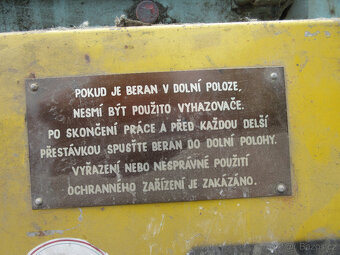 POKUD JE BERAN V DOLNÍ POLOZE,
NESMÍ BÝT POUŽITO VYHAZOVAČE.
PO SKONČENÍ PRÁCE A PŘED KAŽDOU DELŠÍ
PŘESTÁVKOU SPUSŤTE BERAN DO DOLNÍ POLOHY.
VYŘAZENÍ NEBO NESPRÁVNÉ POUŽITÍ
OCHRANNÉHO ZAŘÍZENÍ JE ZAKÁZÁNO.